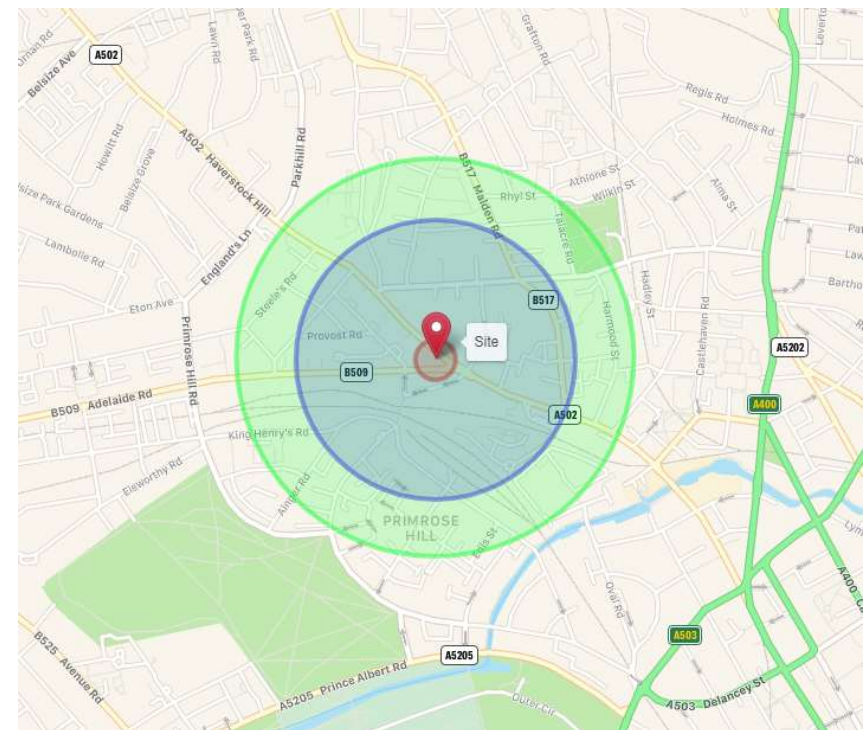 A502
Lawn Rd
Belsize Ave
Howitt Rd
Belsize Grove
A502 Haverstock Hill
Parkhill Rd
Grafton Rd
Regis Rd
Holmes Rd
B517 Malden Rd
Rhyl St
Athlone St
Wilkin St
Alma St
Talacre Rd
Lambolle Rd
England's Ln
Eton Ave
Steele's Rd
Provost Rd
Primrose Hill Rd
Site
B517
Hadley St
Harmood St
Castlehaven Rd
A5202
B509
B509 Adelaide Rd
A502
A400
King Henry's Rd
Elsworthy Rd
Ainger Rd
PRIMROSE
HILL
Oval Rd
A503
A5205
B525 Avenue Rd
A5205 Prince Albert Rd
Outer Cir
A503 Delancey St